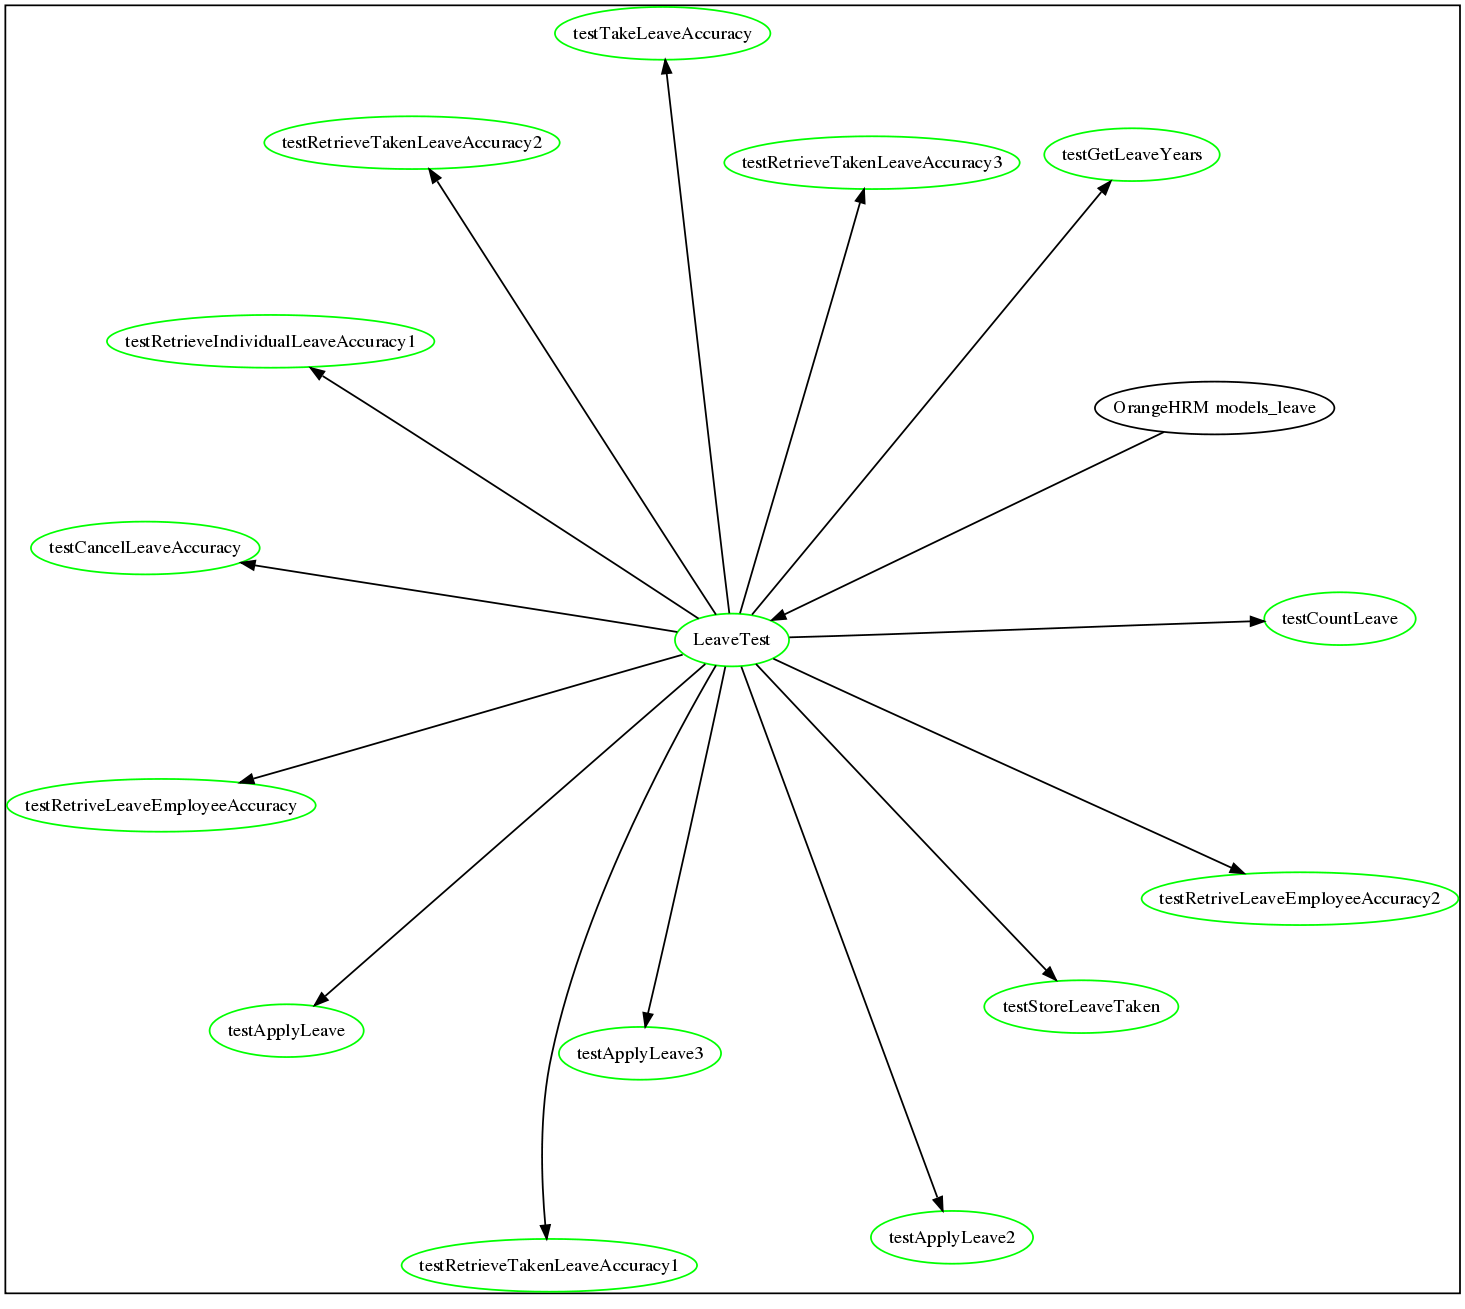 testTakeLeaveAccuracy
testRetrieveTakenLeaveAccuracy2
testRetrieveTakenLeaveAccuracy3
testGetLeaveYears
testRetrieveIndividualLeaveAccuracy1
OrangeHRM models_leave
testCancelLeaveAccuracy
testCountLeave
LeaveTest
testRetriveLeaveEmployeeAccuracy
testRetriveLeaveEmployeeAccuracy2
testStoreLeaveTaken
testApplyLeave
testApplyLeave3
testApplyLeave2
testRetrieveTakenLeaveAccuracy1